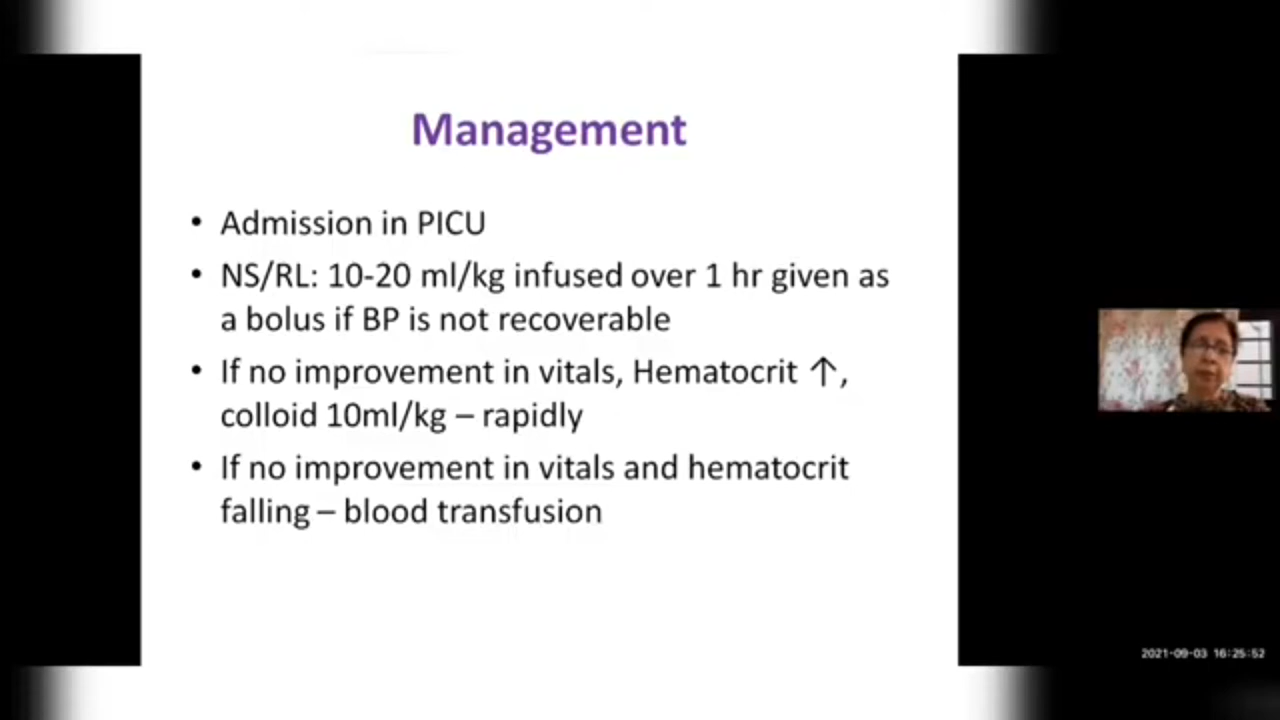 Management
• Admission in PICU
• NS/RL: 10-20 ml/kg infused over 1 hr given as
a bolus if BP is not recoverable
• If no improvement in vitals, Hematocrit ↑,
colloid 10ml/kg – rapidly
• If no improvement in vitals and hematocrit
falling – blood transfusion
2021-09-03 16:25:52